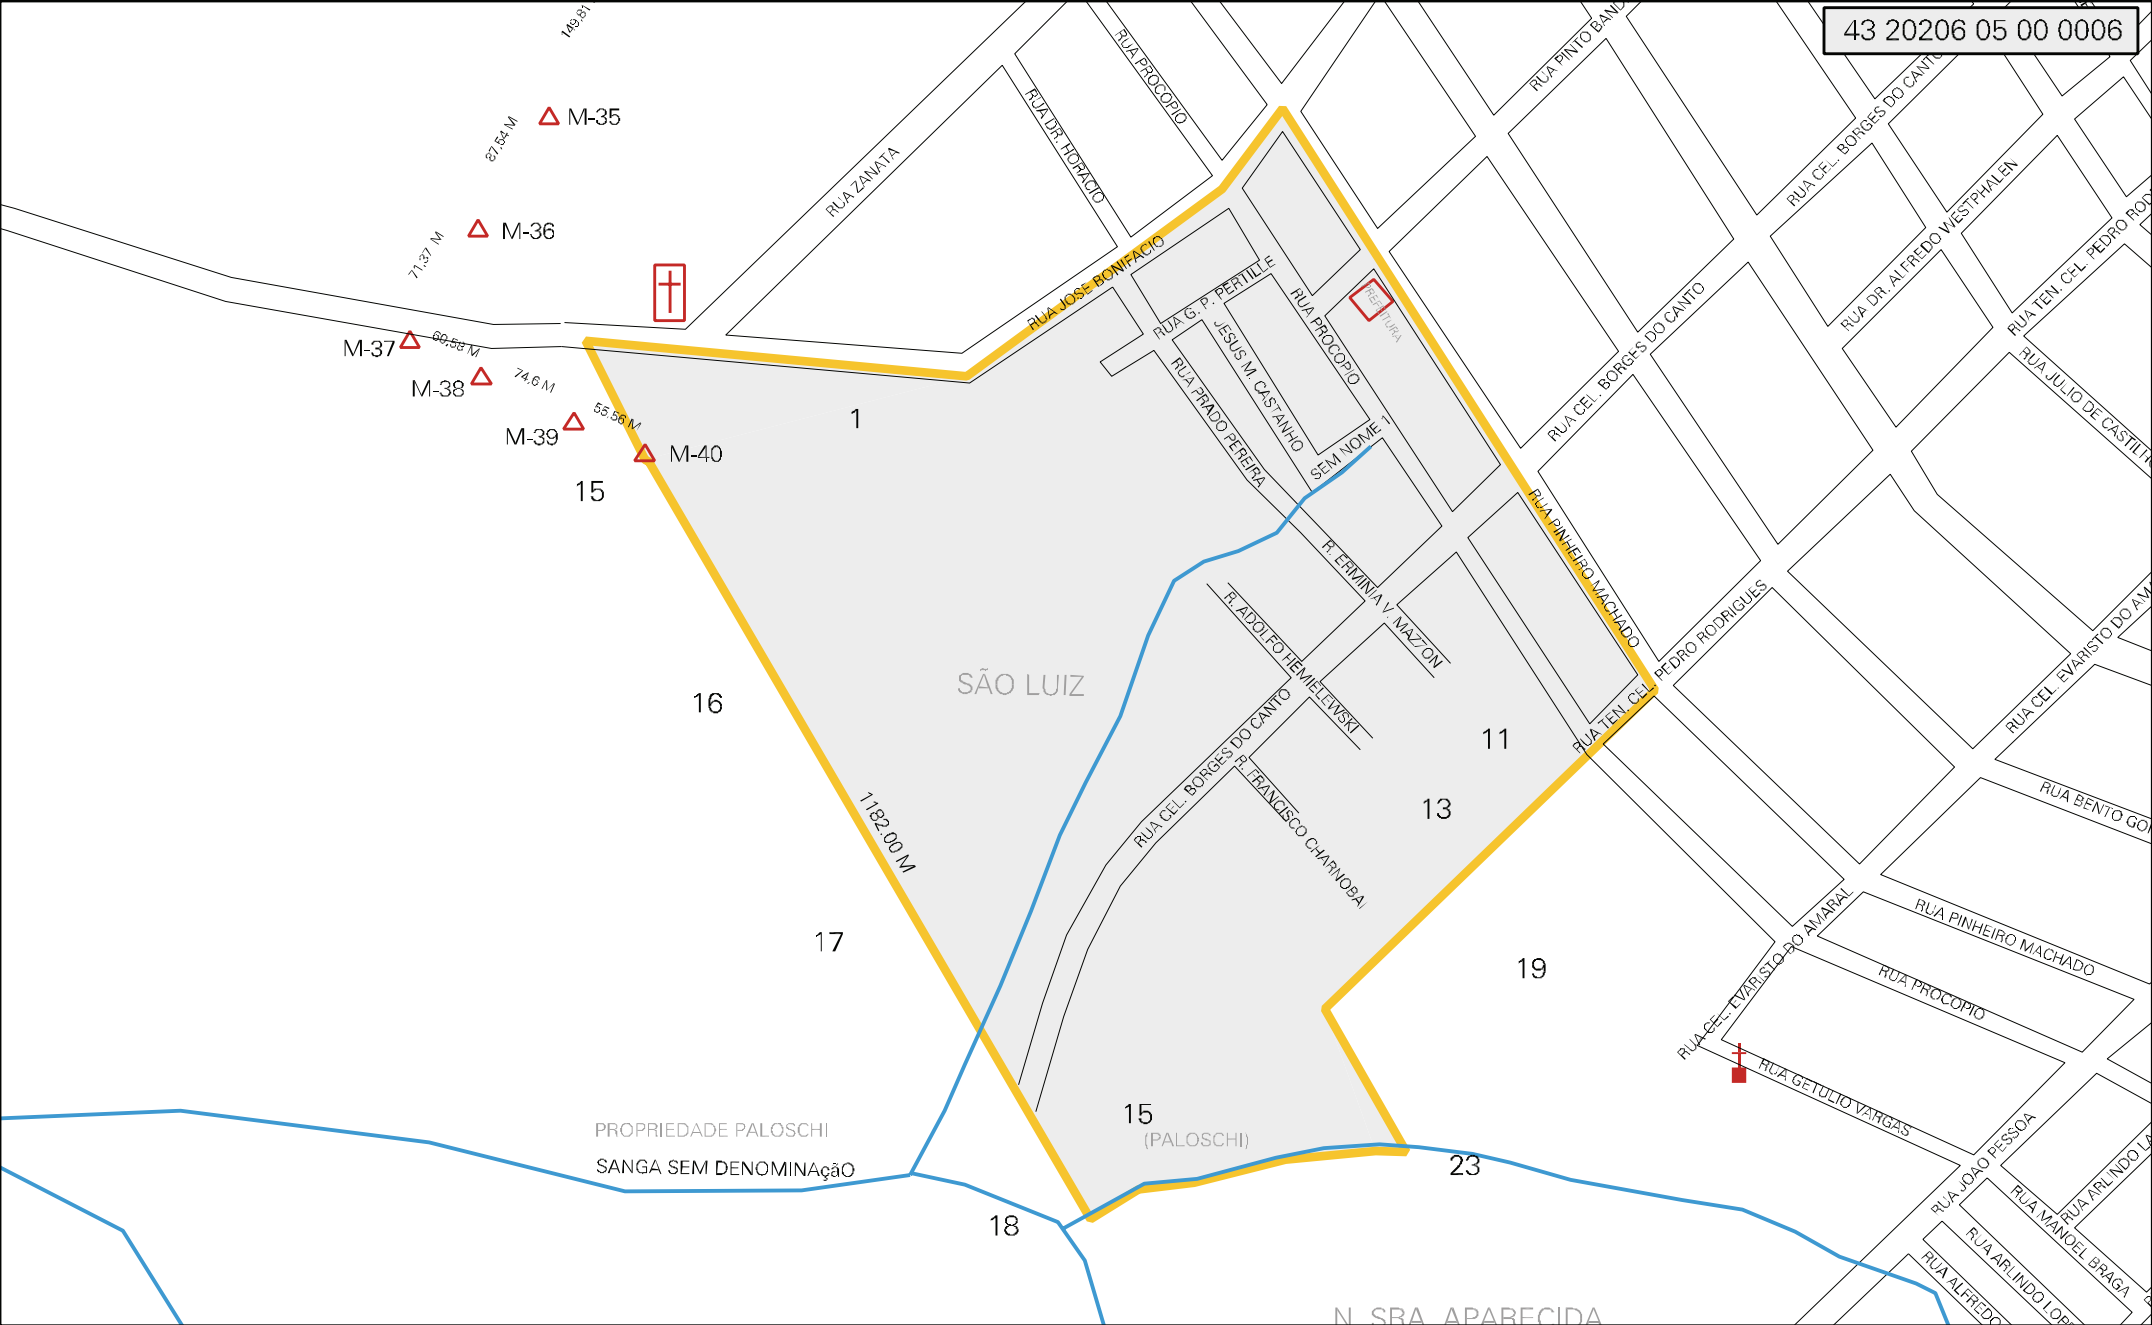 149,81
43 20206 05 00 0006
RUA PROCOPIO
RUA PINTO BAND
RUA CEL. BORGES DO CANTO
M-35
87,54 M
RUA DR. HORACIO
RUA ZANATA
RUA DR. ALFREDO WESTPHALEN
RUA TEN. CEL. PEDRO ROD
M-36
71,37 M
RUA JOSE BONIFACIO
RUA G. P. PERTILLE
RUA PROCOPIO
PREFEITURA
RUA CEL. BORGES DO CANTO
M-37
60,58 M
M-38
74,6 M
JESUS M. CASTANHO
RUA PRADO PEREIRA
RUA JULIO DE CASTILH
55,56 M
M-39
1
SEM NOME 1
M-40
15
RUA PINHEIRO MACHADO
R. ERMINIA V. MAZZON
R. ADOLFO HEMIELEWSKI
RUA TEN. CEL. PEDRO RODRIGUES
RUA CEL. EVARISTO DO AM
SÃO LUIZ
16
11
RUA CEL. BORGES DO CANTO
R. FRANCISCO CHARNOBAI
13
RUA BENTO GO
1182.00 M
17
19
RUA CEL. EVARISTO DO AMARAL
RUA PINHEIRO MACHADO
RUA PROCOPIO
RUA GETULIO VARGAS
15
(PALOSCHI)
PROPRIEDADE PALOSCHI
SANGA SEM DENOMINAçãO
23
18
RUA JOAO PESSOA
RUA ARLINDO LA
RUA MANOEL BRAGA
RUA ARLINDO LOP
RUA ALFREDO
N. SRA. APARECIDA